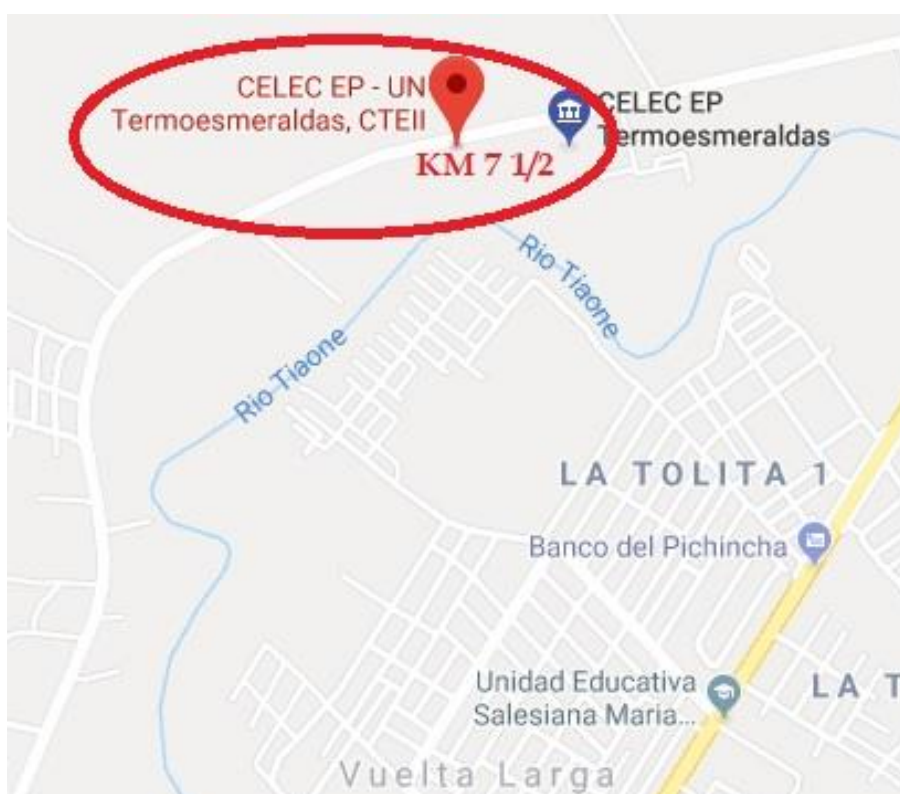 CELEC EP - UN
Termoesmeraldas, CTEII
CELEC EP
Termoesmeraldas
KM 7 1/2
Rio Tiaone
Rio Tiaone
LA TOLITA 1
Banco del Pichincha
Unidad Educativa
Salesiana Maria...
LA T
Vuelta Larga